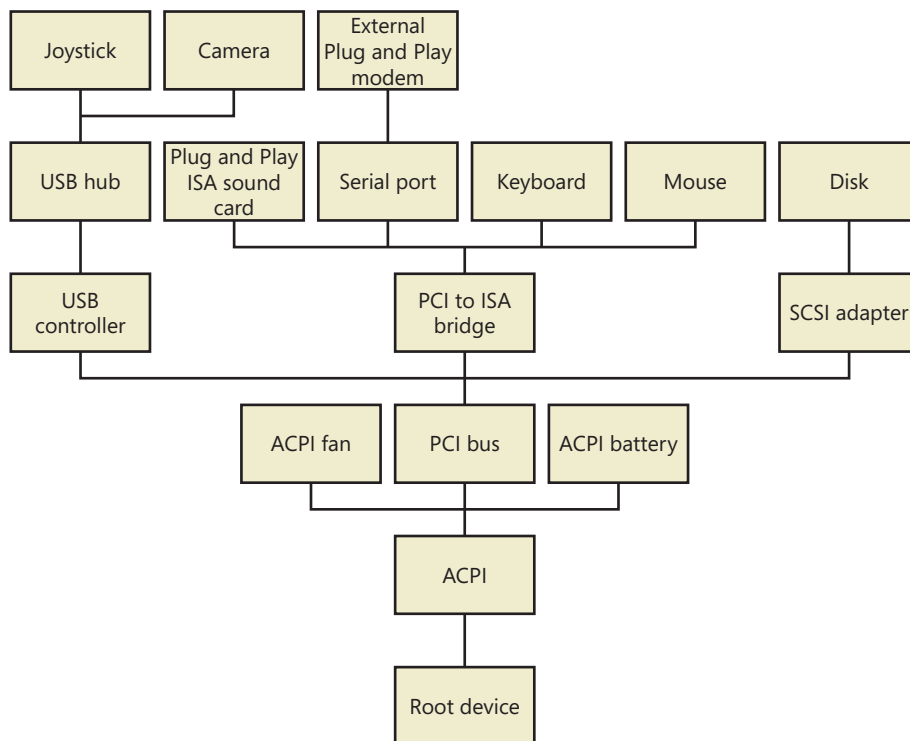 Joystick
Camera
External
Plug and Play
modem
USB hub
Plug and Play
ISA sound
card
Serial port
Keyboard
Mouse
Disk
USB
controller
PCI to ISA
bridge
SCSI adapter
ACPI fan
PCI bus
ACPI battery
ACPI
Root device